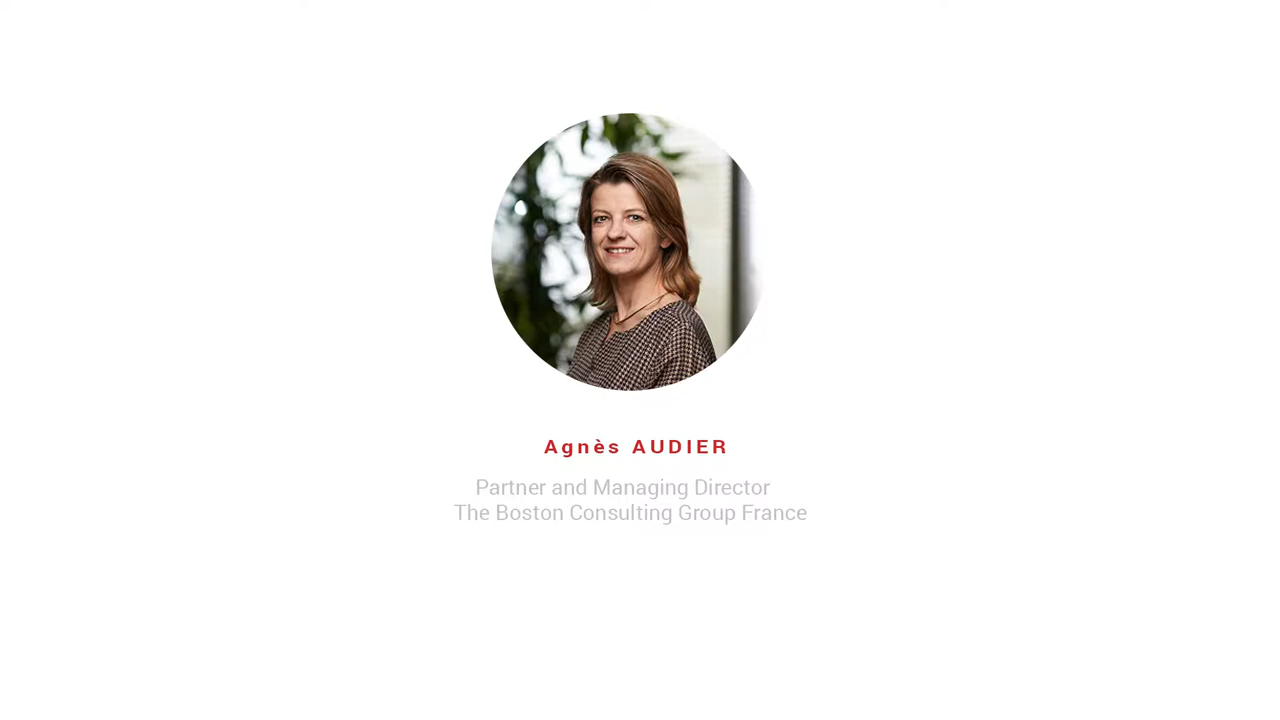 Agnès AUDIER
Partner and Managing Director
The Boston Consulting Group France